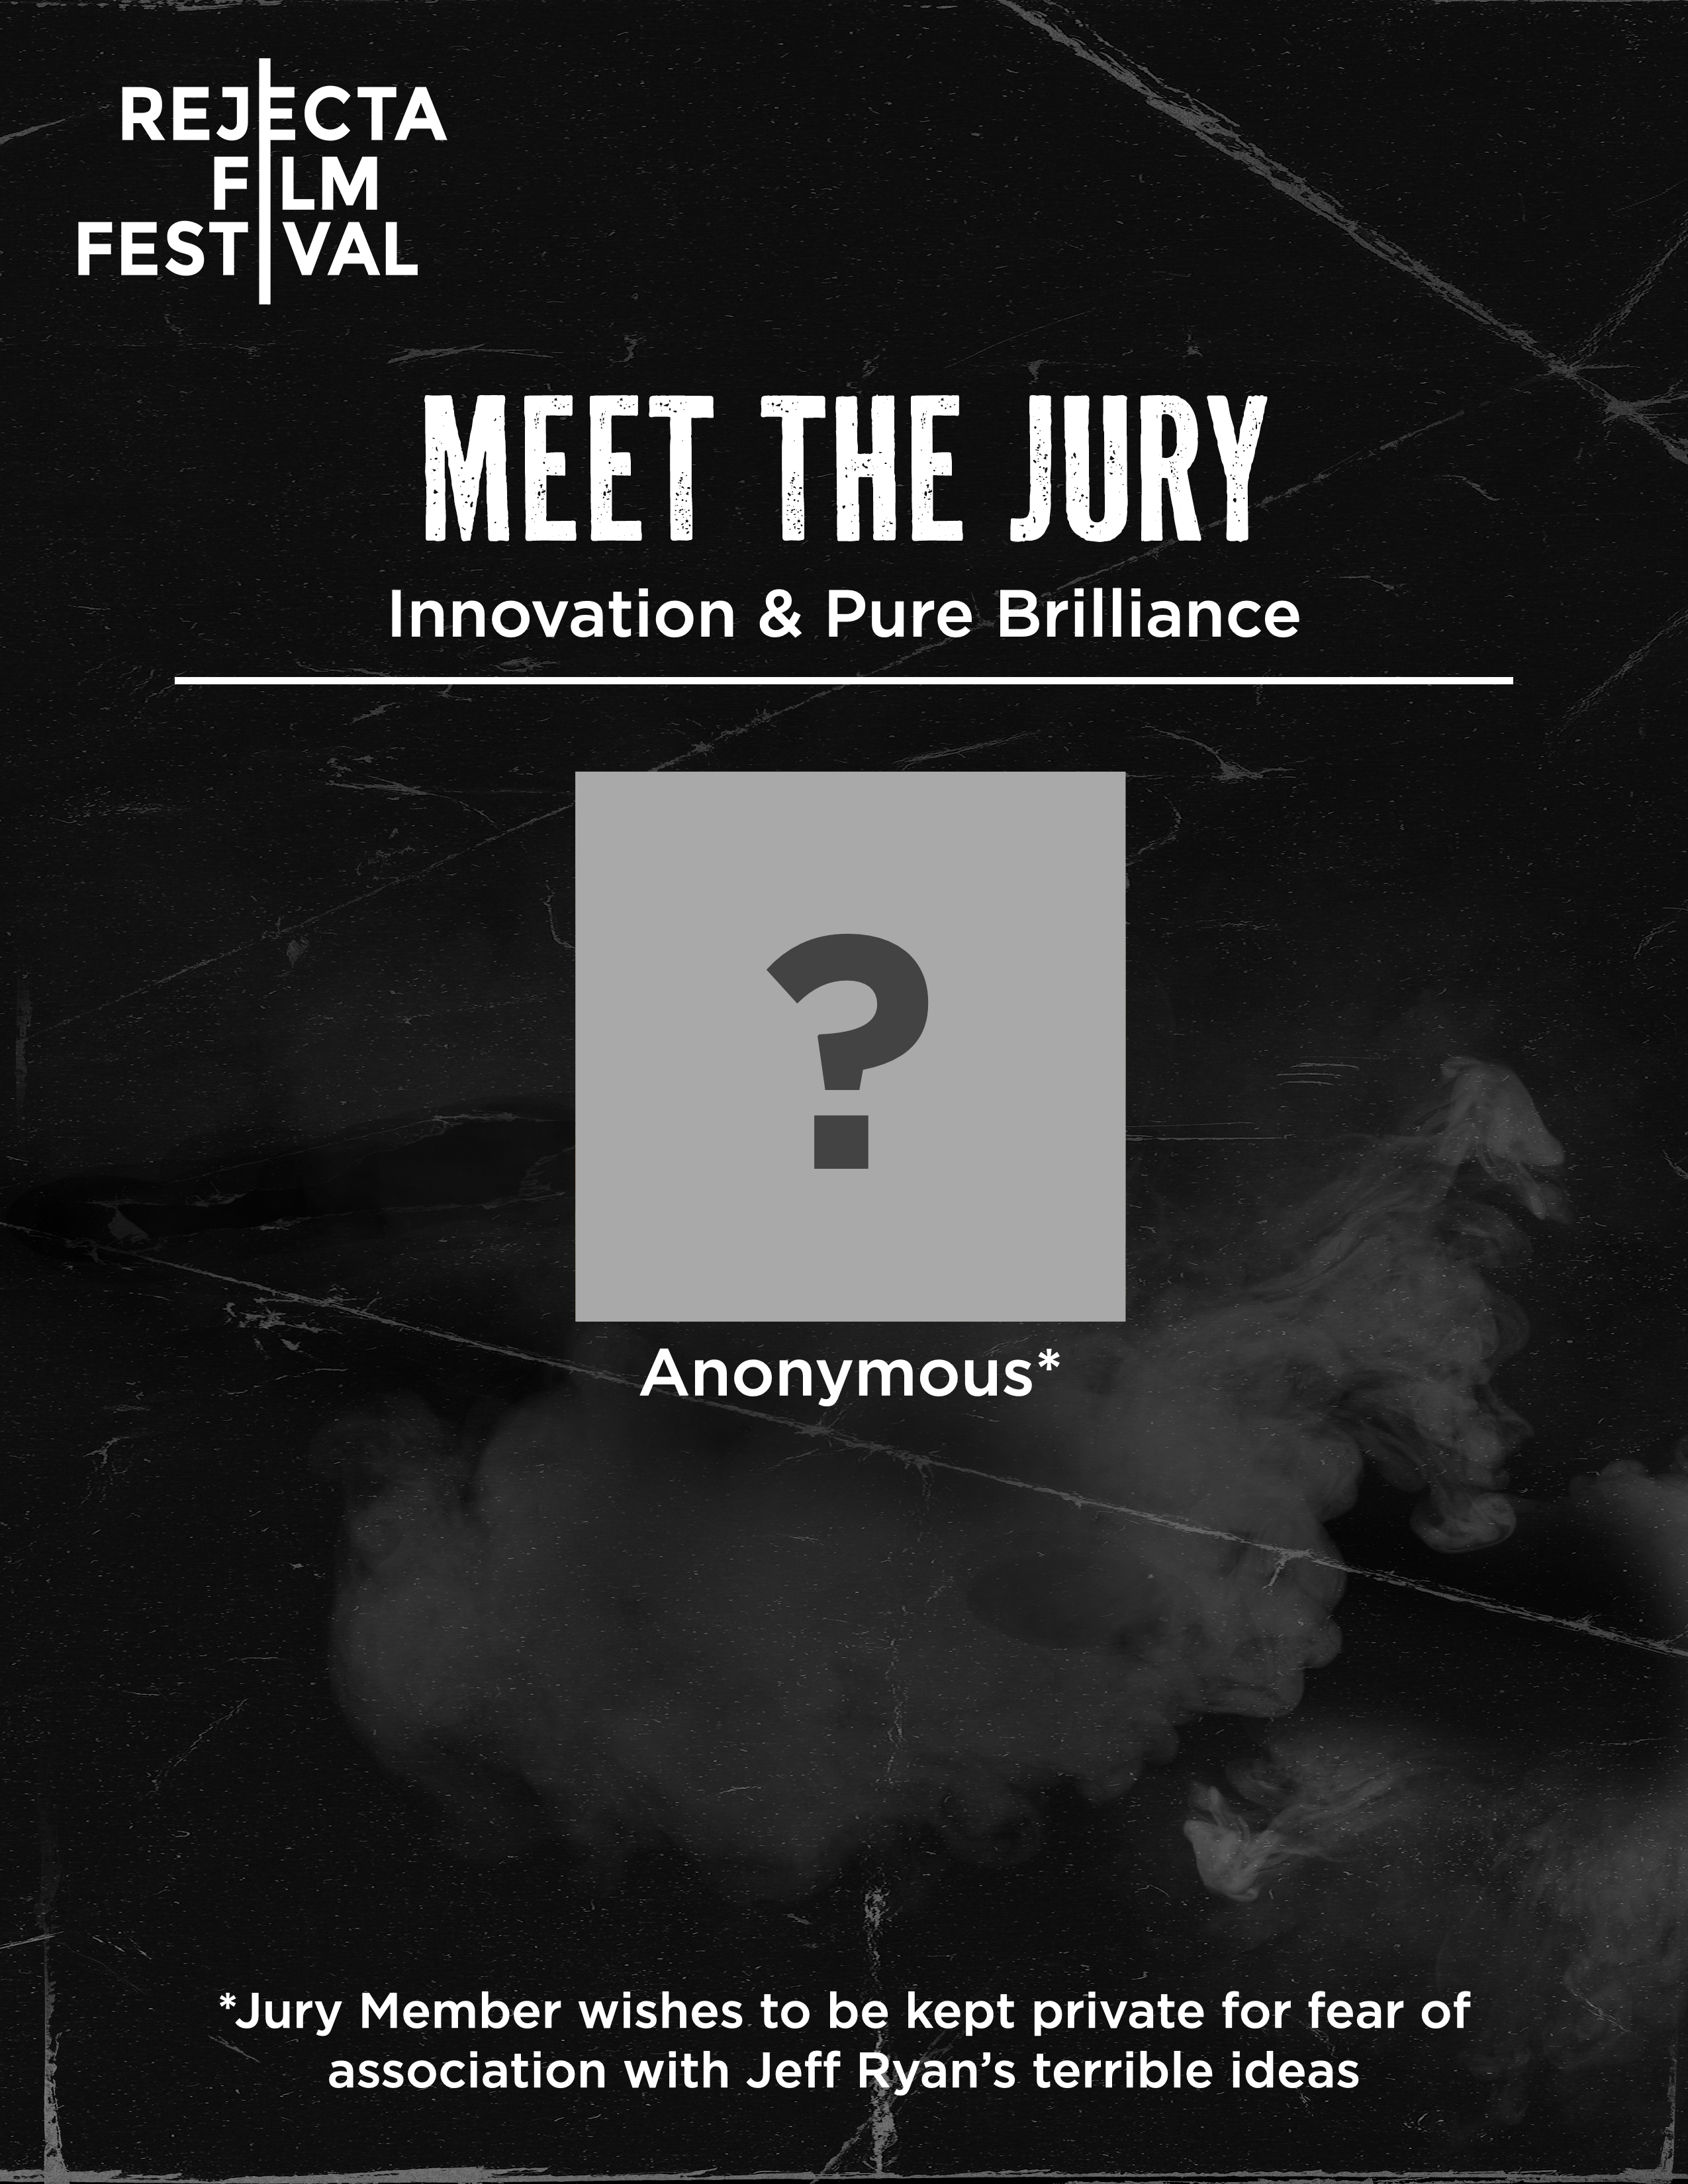 REJECTA
FILM
FESTIVAL
MEET THE JURY
Innovation & Pure Brilliance
?
Anonymous*
*Jury Member wishes to be kept private for fear of
association with Jeff Ryan’s terrible ideas